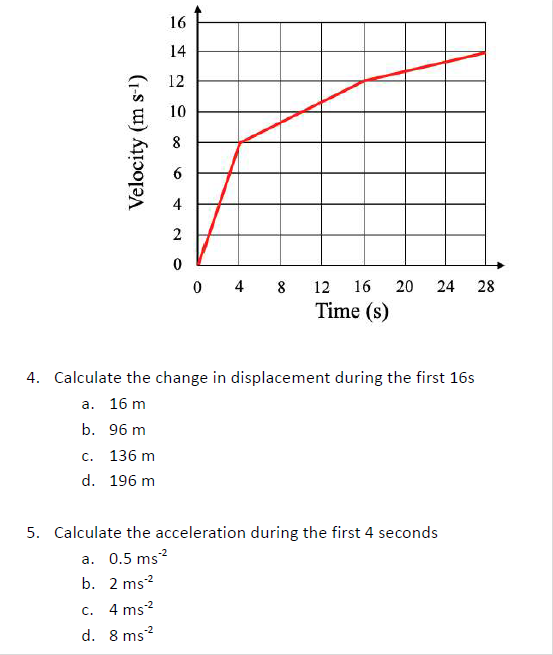 16
14
12
10
8
6
4
2
0
Velocity (m s-1)
0 4 8 12 16 20 24 28
Time (s)
4. Calculate the change in displacement during the first 16s
a. 16 m
b. 96 m
c. 136 m
d. 196 m
5. Calculate the acceleration during the first 4 seconds
a. 0.5 ms⁻²
b. 2 ms⁻²
c. 4 ms⁻²
d. 8 ms⁻²